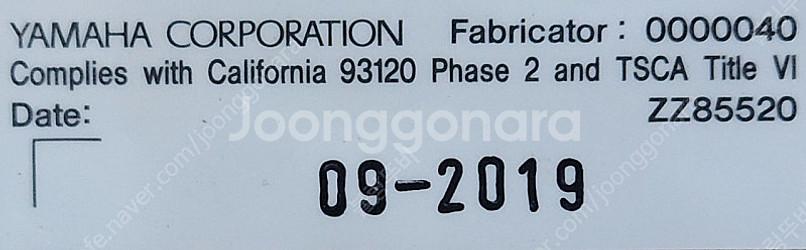 YAMAHA CORPORATION Fabricator : 0000040
Complies with California 93120 Phase 2 and TSCA Title VI
Date: ZZ85520
Joonggonara
09-2019